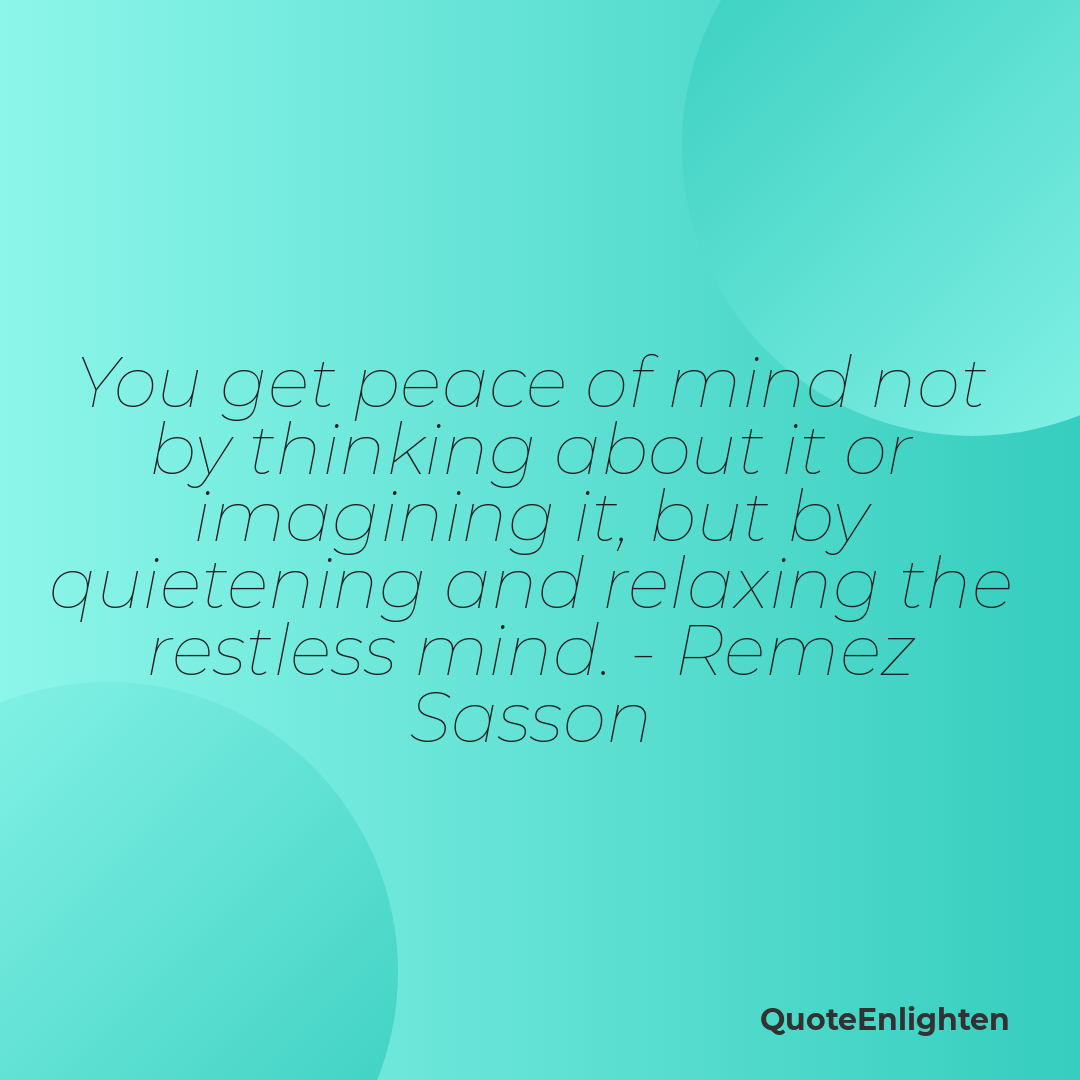 You get peace of mind not
by thinking about it or
imagining it, but by
quietening and relaxing the
restless mind. - Remez
Sasson
QuoteEnlighten